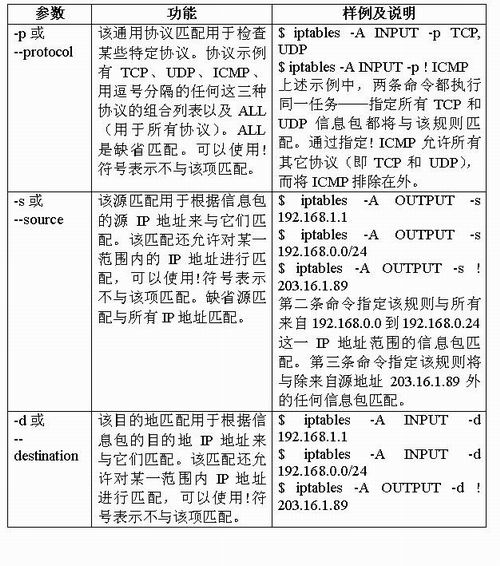 参数 功能 样例及说明
-p 或
--protocol
该通用协议匹配用于检查
某些特定协议。协议示例
有 TCP、UDP、ICMP、
用逗号分隔的任何这三种
协议的组合列表以及 ALL
（用于所有协议）。ALL
是缺省匹配。可以使用!
符号表示不与该项匹配。
$ iptables -A INPUT -p TCP,
UDP
$ iptables -A INPUT -p ! ICMP
上述示例中，两条命令都执行
同一任务——指定所有 TCP 和
UDP 信息包都将与该规则匹
配。通过指定! ICMP 允许所有
其它协议（即 TCP 和 UDP），
而将 ICMP 排除在外。
-s 或
--source
该源匹配用于根据信息包
的源 IP 地址来与它们匹
配。该匹配还允许对某一
范围内的 IP 地址进行匹
配，可以使用!符号表示
不与该项匹配。缺省源匹
配与所有 IP 地址匹配。
$ iptables -A OUTPUT -s
192.168.1.1
$ iptables -A OUTPUT -s
192.168.0.0/24
$ iptables -A OUTPUT -s !
203.16.1.89
第二条命令指定该规则与所有
来自 192.168.0.0 到 192.168.0.24
这一 IP 地址范围的信息包匹
配。第三条命令指定该规则将
与除来自源地址 203.16.1.89 外
的任何信息包匹配。
-d 或
--
destination
该目的地匹配用于根据信
息包的目的地 IP 地址来
与它们匹配。该匹配还允
许对某一范围内 IP 地址
进行匹配，可以使用!符
号表示不与该项匹配。
$ iptables -A INPUT -d
192.168.1.1
$ iptables -A INPUT -d
192.168.0.0/24
$ iptables -A OUTPUT -d !
203.16.1.89